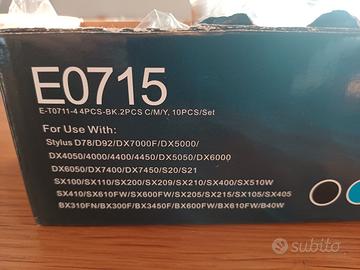 E0715
E-T0711-4 4PCS-BK.2PCS C/M/Y, 10PCS/Set
For Use With:
Stylus D78/D92/DX7000F/DX5000/
DX4050/4000/4400/4450/DX5050/DX6000
DX6050/DX7400/DX7450/S20/S21
SX100/SX110/SX200/SX209/SX210/SX400/SX510W
SX410/SX610FW/SX600FW/SX205/SX215/SX105/SX405
BX310FN/BX300F/BX3450F/BX600FW/BX610FW/B40W
subito